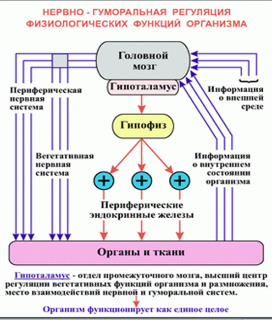 НЕРВНО - ГУМОРАЛЬНАЯ РЕГУЛЯЦИЯ
ФИЗИОЛОГИЧЕСКИХ ФУНКЦИЙ ОРГАНИЗМА
Головной
мозг
Гипоталамус
Периферическая
нервная
система
Информация
о внешней
среде
Гипофиз
Вегетативная
нервная
система
Информация
о внутреннем
состоянии
организма
+ + +
Периферические
эндокринные железы
Органы и ткани
Гипоталамус - отдел промежуточного мозга, высший центр
регуляции вегетативных функций организма и размножения,
место взаимодействий нервной и гуморальной систем.
Организм функционирует как единое целое